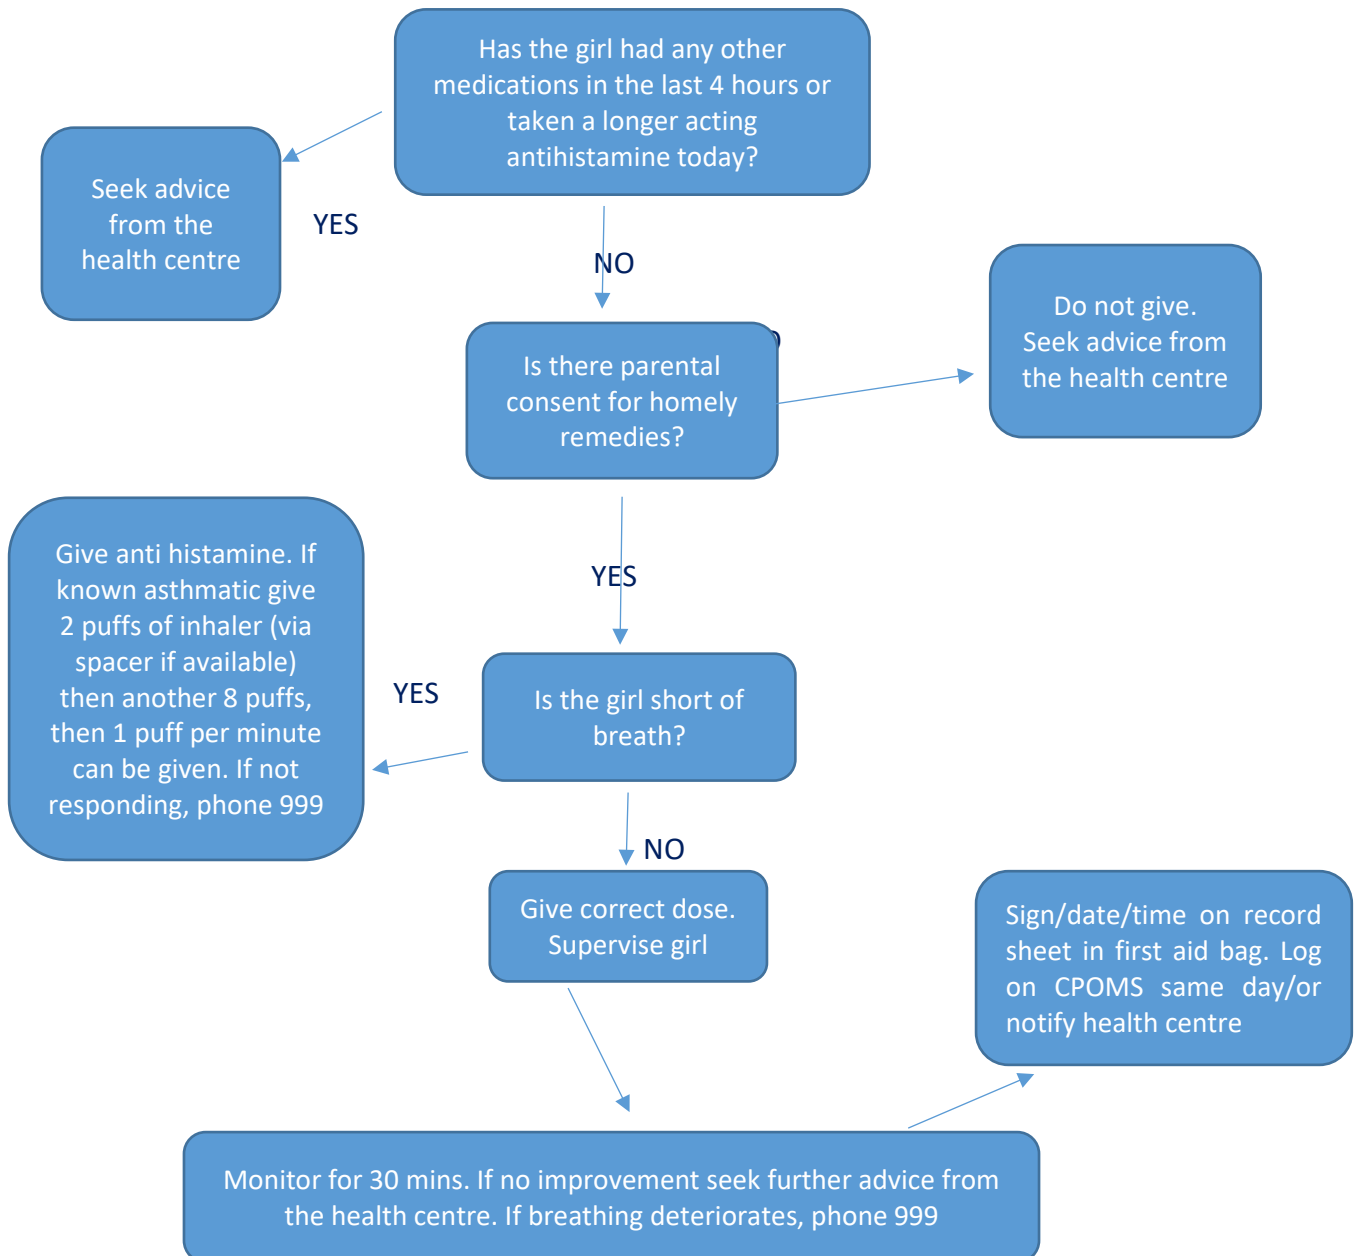 Has the girl had any other
medications in the last 4 hours or
taken a longer acting
antihistamine today?
Seek advice
from the
health centre
YES
NO
Do not give.
Seek advice from
the health centre
Is there parental
consent for homely
remedies?
YES
Give anti histamine. If
known asthmatic give
2 puffs of inhaler (via
spacer if available)
then another 8 puffs,
then 1 puff per minute
can be given. If not
responding, phone 999
YES
Is the girl short of
breath?
NO
Give correct dose.
Supervise girl
Sign/date/time on record
sheet in first aid bag. Log
on CPOMS same day/or
notify health centre
Monitor for 30 mins. If no improvement seek further advice from
the health centre. If breathing deteriorates, phone 999